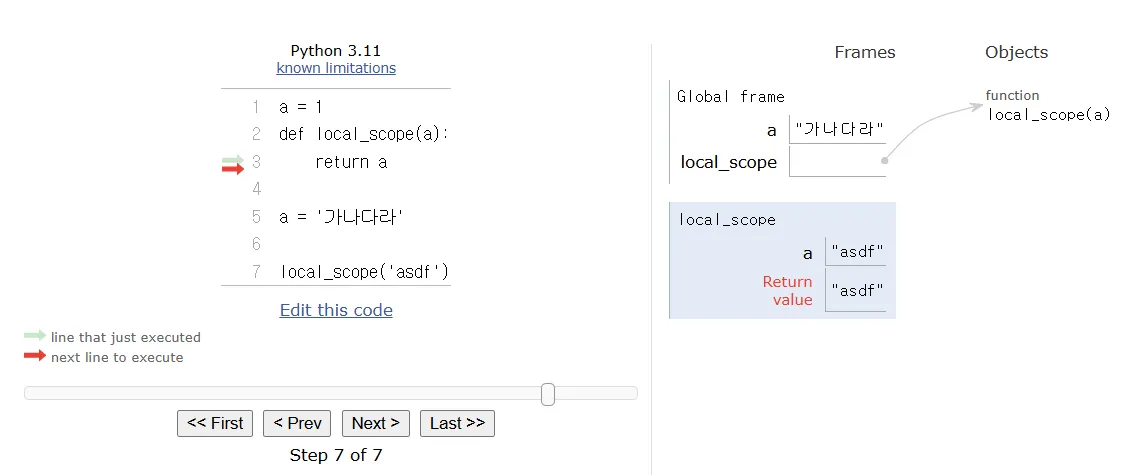 Python 3.11
known limitations
1 a = 1
2 def local_scope(a):
3 return a
4
5 a = '가나다라'
6
7 local_scope('asdf')
Edit this code
line that just executed
next line to execute
<< First < Prev Next > Last >>
Step 7 of 7
Frames Objects
Global frame
a "가나다라"
local_scope
function
local_scope(a)
local_scope
a "asdf"
Return
value "asdf"